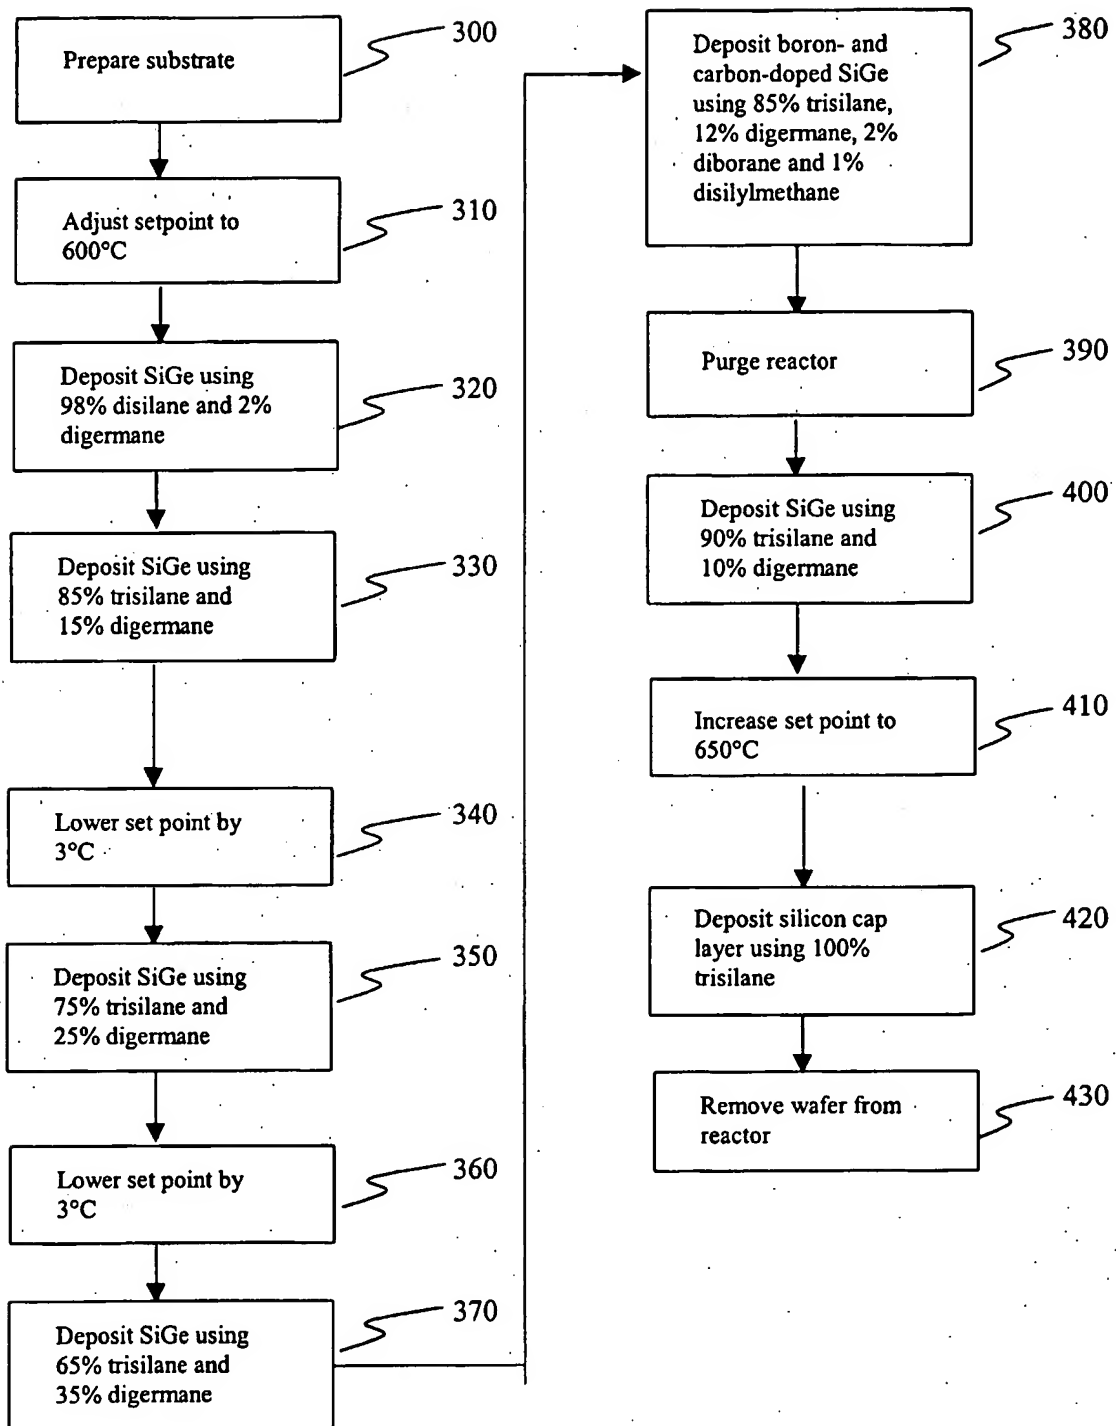 Prepare substrate
300
Adjust setpoint to
600°C
310
Deposit SiGe using
98% disilane and 2%
digermane
320
Deposit SiGe using
85% trisilane and
15% digermane
330
Lower set point by
3°C
340
Deposit SiGe using
75% trisilane and
25% digermane
350
Lower set point by
3°C
360
Deposit SiGe using
65% trisilane and
35% digermane
370
Deposit boron- and
carbon-doped SiGe
using 85% trisilane,
12% digermane, 2%
diborane and 1%
disilylmethane
380
Purge reactor
390
Deposit SiGe using
90% trisilane and
10% digermane
400
Increase set point to
650°C
410
Deposit silicon cap
layer using 100%
trisilane
420
Remove wafer from
reactor
430